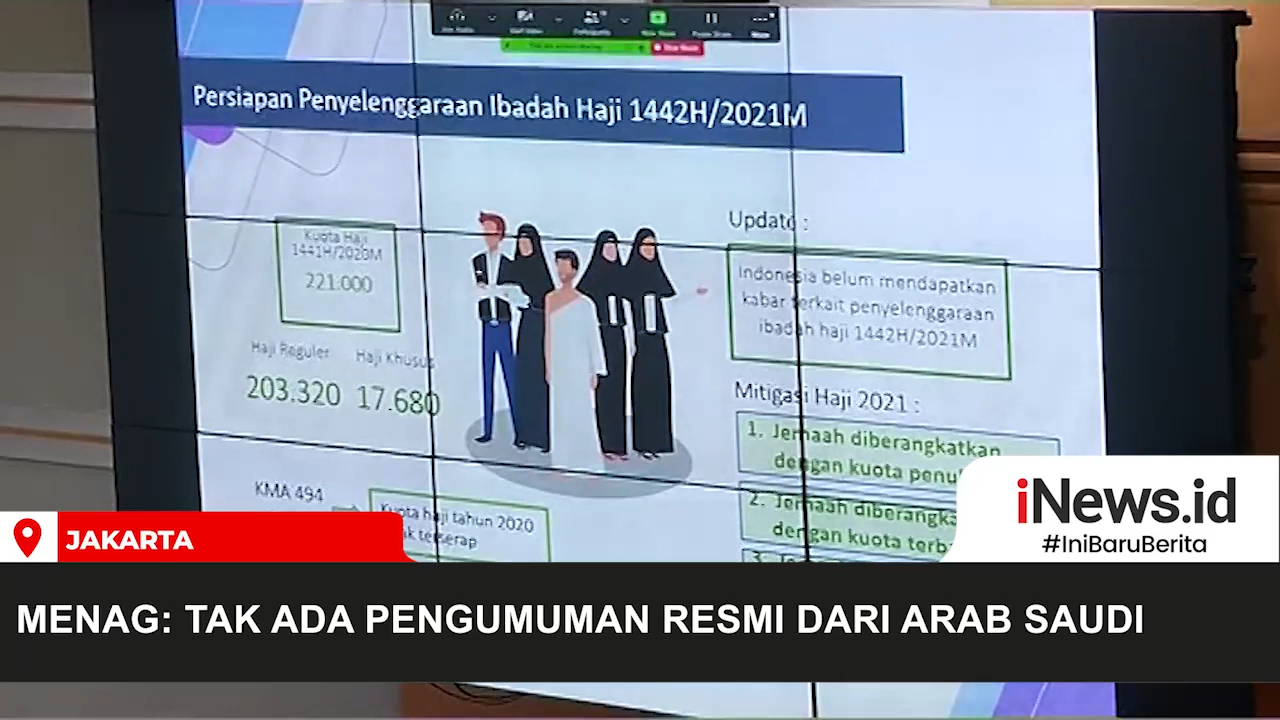 Persiapan Penyelenggaraan Ibadah Haji 1442H/2021M
Kuota Haji
1441H/2020M
221.000
Haji Reguler
Haji Khusus
203.320
17.680
KMA 494
Kuota haji tahun 2020
terserap
Update :
Indonesia belum mendapatkan
kabar terkait penyelenggaraan
ibadah haji 1442H/2021M
Mitigasi Haji 2021 :
1. Jemaah diberangkatkan
dengan kuota
2. Jemaah
dengan kuota
3.
iNews.id
#IniBaruBerita
JAKARTA
MENAG: TAK ADA PENGUMUMAN RESMI DARI ARAB SAUDI